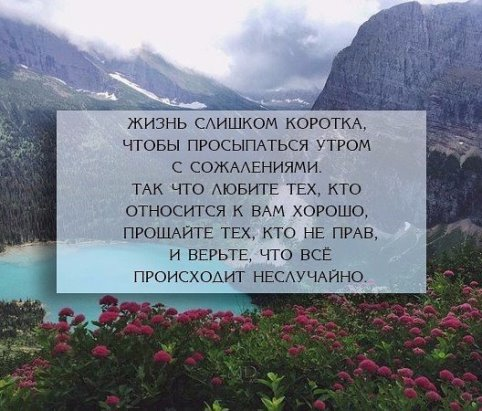 ЖИЗНЬ СЛИШКОМ КОРОТКА,
ЧТОБЫ ПРОСЫПАТЬСЯ УТРОМ
С СОЖАЛЕНИЯМИ.
ТАК ЧТО ЛЮБИТЕ ТЕХ, КТО
ОТНОСИТСЯ К ВАМ ХОРОШО,
ПРОЩАЙТЕ ТЕХ, КТО НЕ ПРАВ,
И ВЕРЬТЕ, ЧТО ВСЁ
ПРОИСХОДИТ НЕСЛУЧАЙНО.